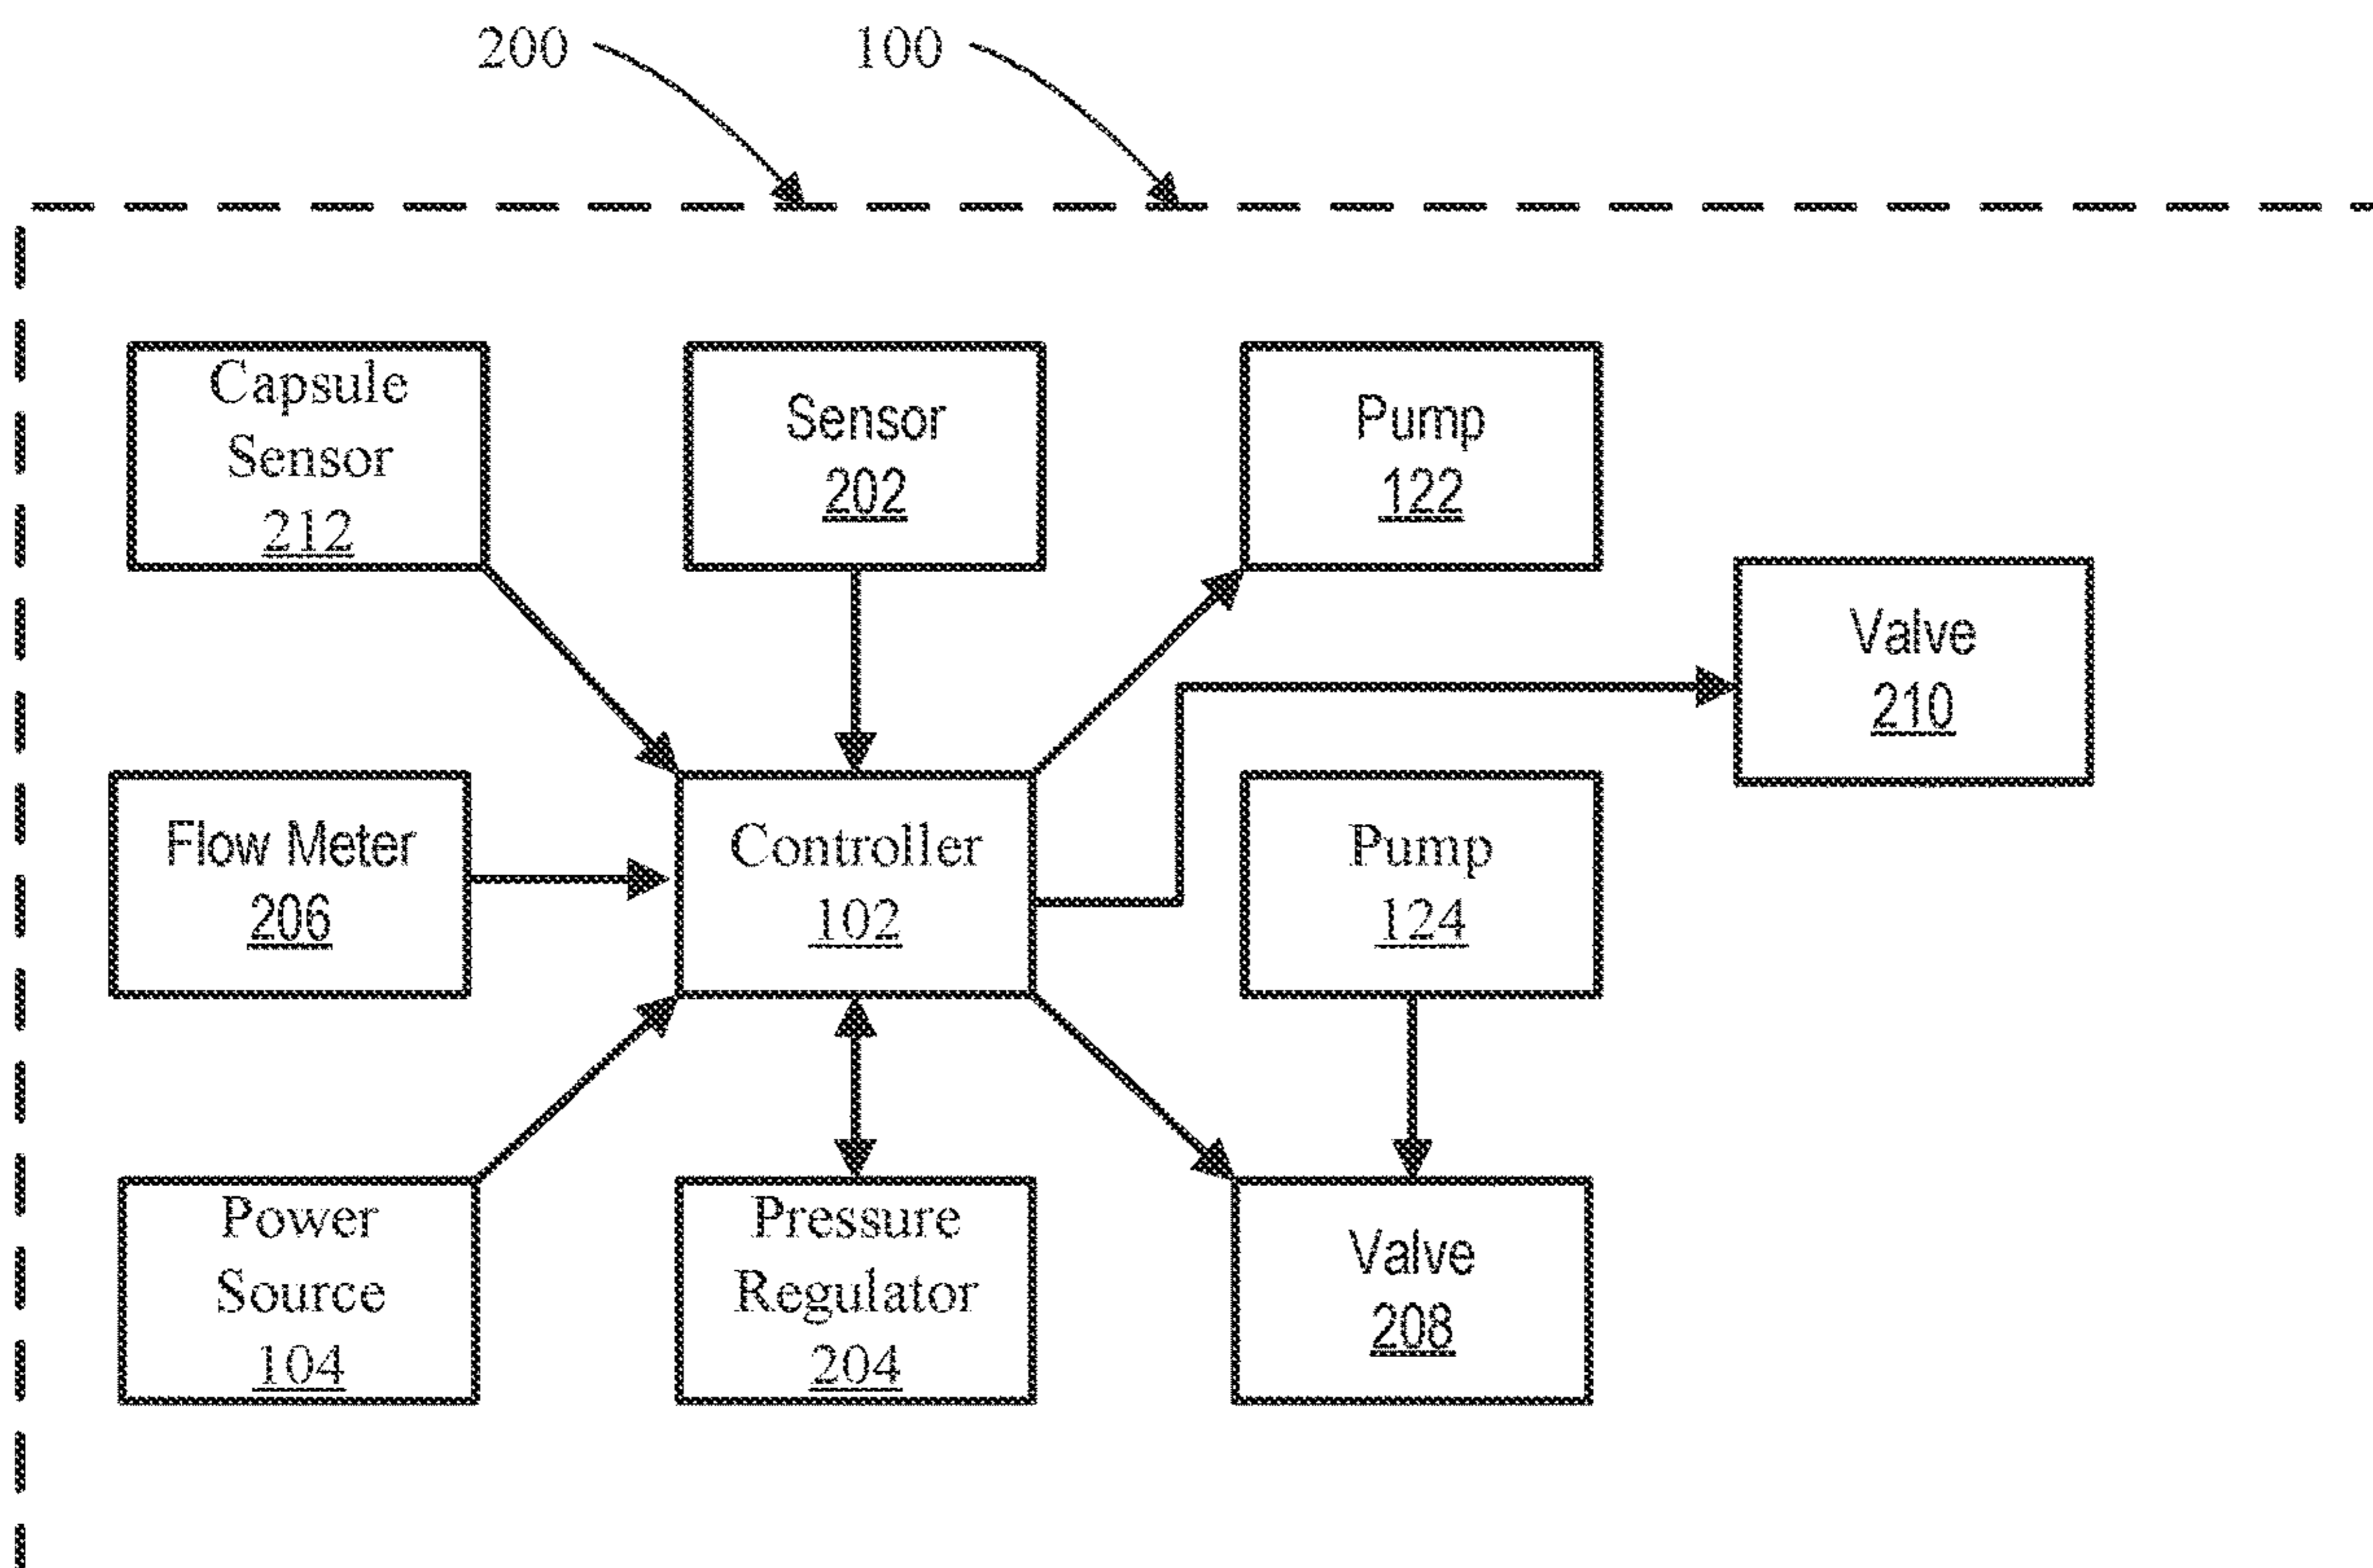 200
100
Capsule
Sensor
212
Sensor
202
Pump
122
Valve
210
Flow Meter
206
Controller
102
Pump
124
Power
Source
104
Pressure
Regulator
204
Valve
208